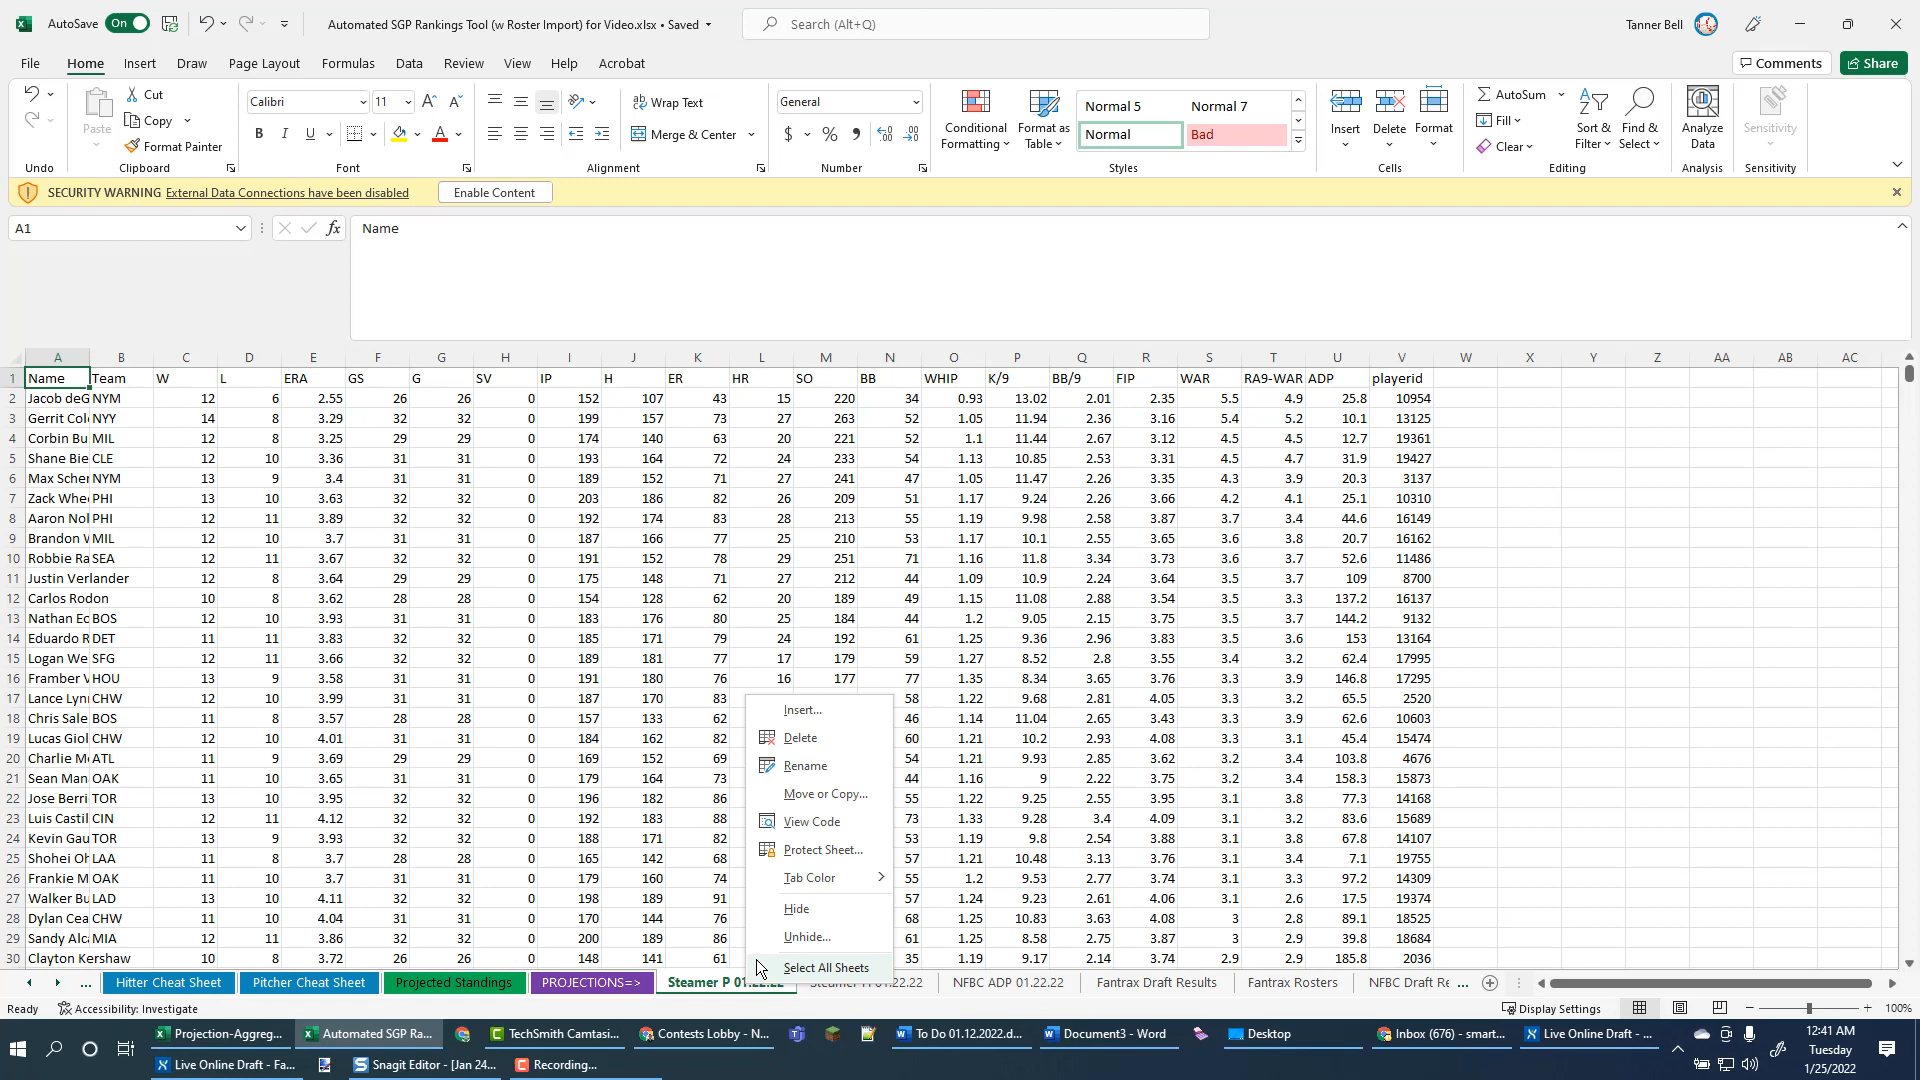 AutoSave On Automated SGP Rankings Tool (w Roster Import) for Video.xlsx • Saved Search (Alt+Q) Tanner Bell
File Home Insert Draw Page Layout Formulas Data Review View Help Acrobat Comments Share
Cut Calibri 11 Wrap Text General Normal 5 Normal 7 AutoSum
Paste Copy Merge & Center Conditional Formatting Format as Table Normal Bad Insert Delete Format Fill Sort & Filter Find & Select Analyze Data Sensitivity
Format Painter Clear
Undo Clipboard Font Alignment Number Styles Cells Editing Analysis Sensitivity
SECURITY WARNING External Data Connections have been disabled Enable Content
A1 fx Name
A B C D E F G H I J K L M N O P Q R S T U V W X Y Z AA AB AC
1 Name Team W L ERA GS G SV IP H ER HR SO BB WHIP K/9 BB/9 FIP WAR RA9-WAR ADP playerid
2 Jacob deG NYM 12 6 2.55 26 26 0 152 107 43 15 220 34 0.93 13.02 2.01 2.35 5.5 4.9 25.8 10954
3 Gerrit Col NYY 14 8 3.29 32 32 0 199 157 73 27 263 52 1.05 11.94 2.36 3.16 5.4 5.2 10.1 13125
4 Corbin Bu MIL 12 8 3.25 29 29 0 174 140 63 20 221 52 1.1 11.44 2.67 3.12 4.5 4.5 12.7 19361
5 Shane Bie CLE 12 10 3.36 31 31 0 193 164 72 24 233 54 1.13 10.85 2.53 3.31 4.5 4.7 31.9 19427
6 Max Scher NYM 13 9 3.4 31 31 0 189 152 71 27 241 47 1.05 11.47 2.26 3.35 4.3 3.9 20.3 3137
7 Zack Whee PHI 13 10 3.63 32 32 0 203 186 82 26 209 51 1.17 9.24 2.26 3.66 4.2 4.1 25.1 10310
8 Aaron Nol PHI 12 11 3.89 32 32 0 192 174 83 28 213 55 1.19 9.98 2.58 3.87 3.7 3.4 44.6 16149
9 Brandon W MIL 12 10 3.7 31 31 0 187 166 77 25 210 53 1.17 10.1 2.55 3.65 3.6 3.8 20.7 16162
10 Robbie Ra SEA 12 11 3.67 32 32 0 191 152 78 29 251 71 1.16 11.8 3.34 3.73 3.6 3.7 52.6 11486
11 Justin Verlander 12 8 3.64 29 29 0 175 148 71 27 212 44 1.09 10.9 2.24 3.64 3.5 3.7 109 8700
12 Carlos Rodon 10 8 3.62 28 28 0 154 128 62 20 189 49 1.15 11.08 2.88 3.54 3.5 3.3 137.2 16137
13 Nathan Eo BOS 12 10 3.93 31 31 0 183 176 80 25 184 44 1.2 9.05 2.15 3.75 3.5 3.7 144.2 9132
14 Eduardo R DET 11 11 3.83 32 32 0 185 171 79 24 192 61 1.25 9.36 2.96 3.83 3.5 3.6 153 13164
15 Logan We SFG 12 11 3.66 32 32 0 189 181 77 17 179 59 1.27 8.52 2.8 3.55 3.4 3.2 62.4 17995
16 Framber V HOU 13 9 3.58 31 31 0 191 180 76 16 177 77 1.35 8.34 3.65 3.76 3.3 3.9 146.8 17295
17 Lance Lynn CHW 12 10 3.99 31 31 0 187 170 83 58 1.22 9.68 2.81 4.05 3.3 3.2 65.5 2520
18 Chris Sale BOS 11 8 3.57 28 28 0 157 133 62 46 1.14 11.04 2.65 3.43 3.3 3.9 62.6 10603
19 Lucas Giol CHW 12 10 4.01 31 31 0 184 162 82 60 1.21 10.2 2.93 4.08 3.3 3.1 45.4 15474
20 Charlie Mo ATL 11 9 3.69 29 29 0 169 152 69 54 1.21 9.93 2.85 3.62 3.2 3.4 103.8 4676
21 Sean Man OAK 11 10 3.65 31 31 0 179 164 73 44 1.16 9 2.22 3.75 3.2 3.4 158.3 15873
22 Jose Berri TOR 13 10 3.95 32 32 0 196 182 86 55 1.22 9.25 2.55 3.95 3.1 3.8 77.3 14168
23 Luis Castil CIN 12 11 4.12 32 32 0 192 183 88 73 1.33 9.28 3.4 4.09 3.1 3.2 83.6 15689
24 Kevin Gau TOR 13 9 3.93 32 32 0 188 171 82 53 1.19 9.8 2.54 3.88 3.1 3.4 67.8 14107
25 Shohei Oh LAA 11 8 3.7 28 28 0 165 142 68 57 1.21 10.48 3.13 3.76 3.1 3.4 7.1 19755
26 Frankie M OAK 11 10 3.7 31 31 0 179 160 74 55 1.2 9.53 2.77 3.74 3.1 3.3 97.2 14309
27 Walker Bu LAD 13 10 4.11 32 32 0 198 189 91 57 1.24 9.23 2.61 4.06 3.1 2.6 17.5 19374
28 Dylan Cea CHW 11 10 4.04 31 31 0 170 144 76 68 1.25 10.83 3.63 4.08 3 2.8 89.1 18525
29 Sandy Alca MIA 12 11 3.86 32 32 0 200 189 86 61 1.25 8.58 2.75 3.87 3 2.9 39.8 18684
30 Clayton Kershaw 10 8 3.72 26 26 0 148 141 61 35 1.19 9.17 2.14 3.74 2.9 2.9 185.8 2036
Insert...
Delete
Rename
Move or Copy...
View Code
Protect Sheet...
Tab Color
Hide
Unhide...
Select All Sheets
... Hitter Cheat Sheet Pitcher Cheat Sheet Projected Standings PROJECTIONS=> Steamer P 01.22.22 Steamer H 01.22.22 NFBC ADP 01.22.22 Fantrax Draft Results Fantrax Rosters NFBC Draft Re ...
Ready Accessibility: Investigate Display Settings 100%
Projection-Aggreg... Automated SGP Ra... TechSmith Camtasi... Contests Lobby - N... To Do 01.12.2022.d... Document3 - Word Desktop Inbox (676) - smart... Live Online Draft - ... 12:41 AM
Tuesday
Live Online Draft - Fa... Snagit Editor - [Jan 24... Recording... 1/25/2022